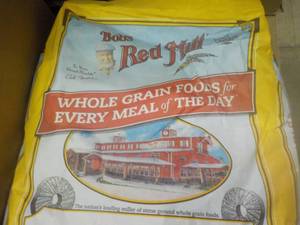 Bob's
Red Mill
WHOLE GRAIN FOODS for
EVERY MEAL of THE DAY
The nation's leading miller of stone ground whole grain foods